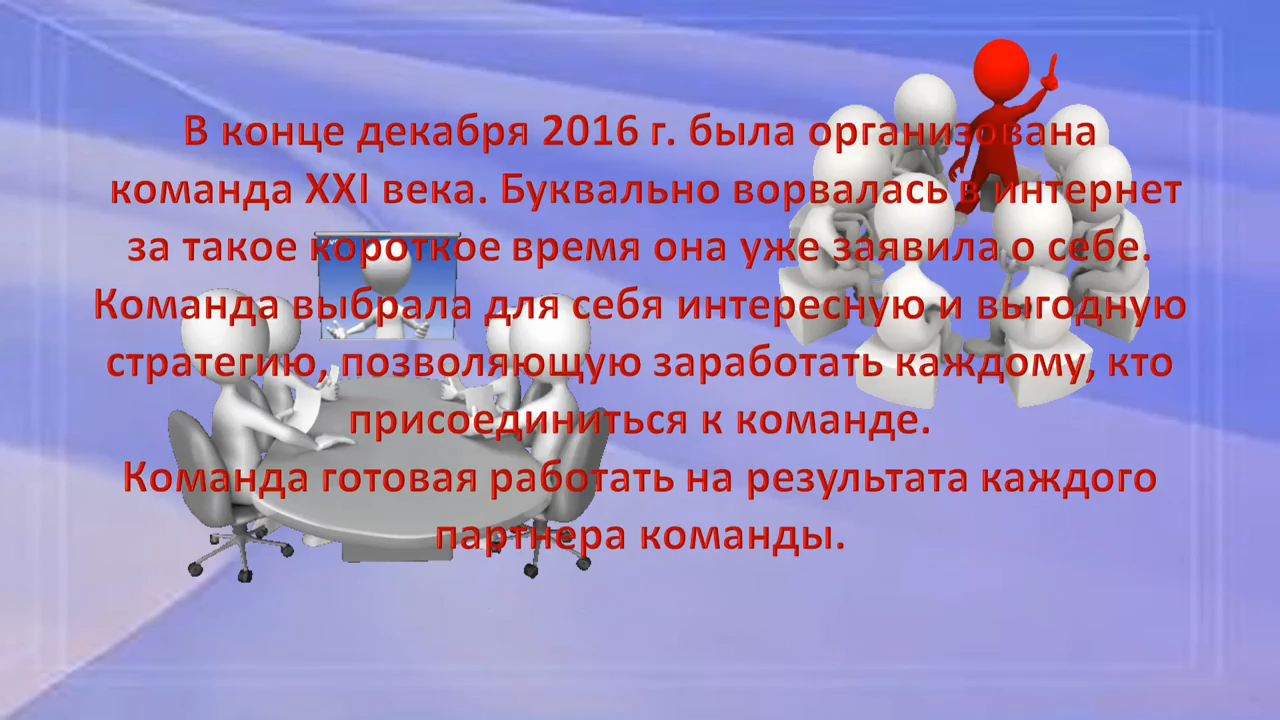 В конце декабря 2016 г. была организована
команда XXI века. Буквально ворвалась в интернет
за такое короткое время она уже заявила о себе.
Команда выбрала для себя интересную и выгодную
стратегию, позволяющую заработать каждому, кто
присоединиться к команде.
Команда готовая работать на результата каждого
партнера команды.